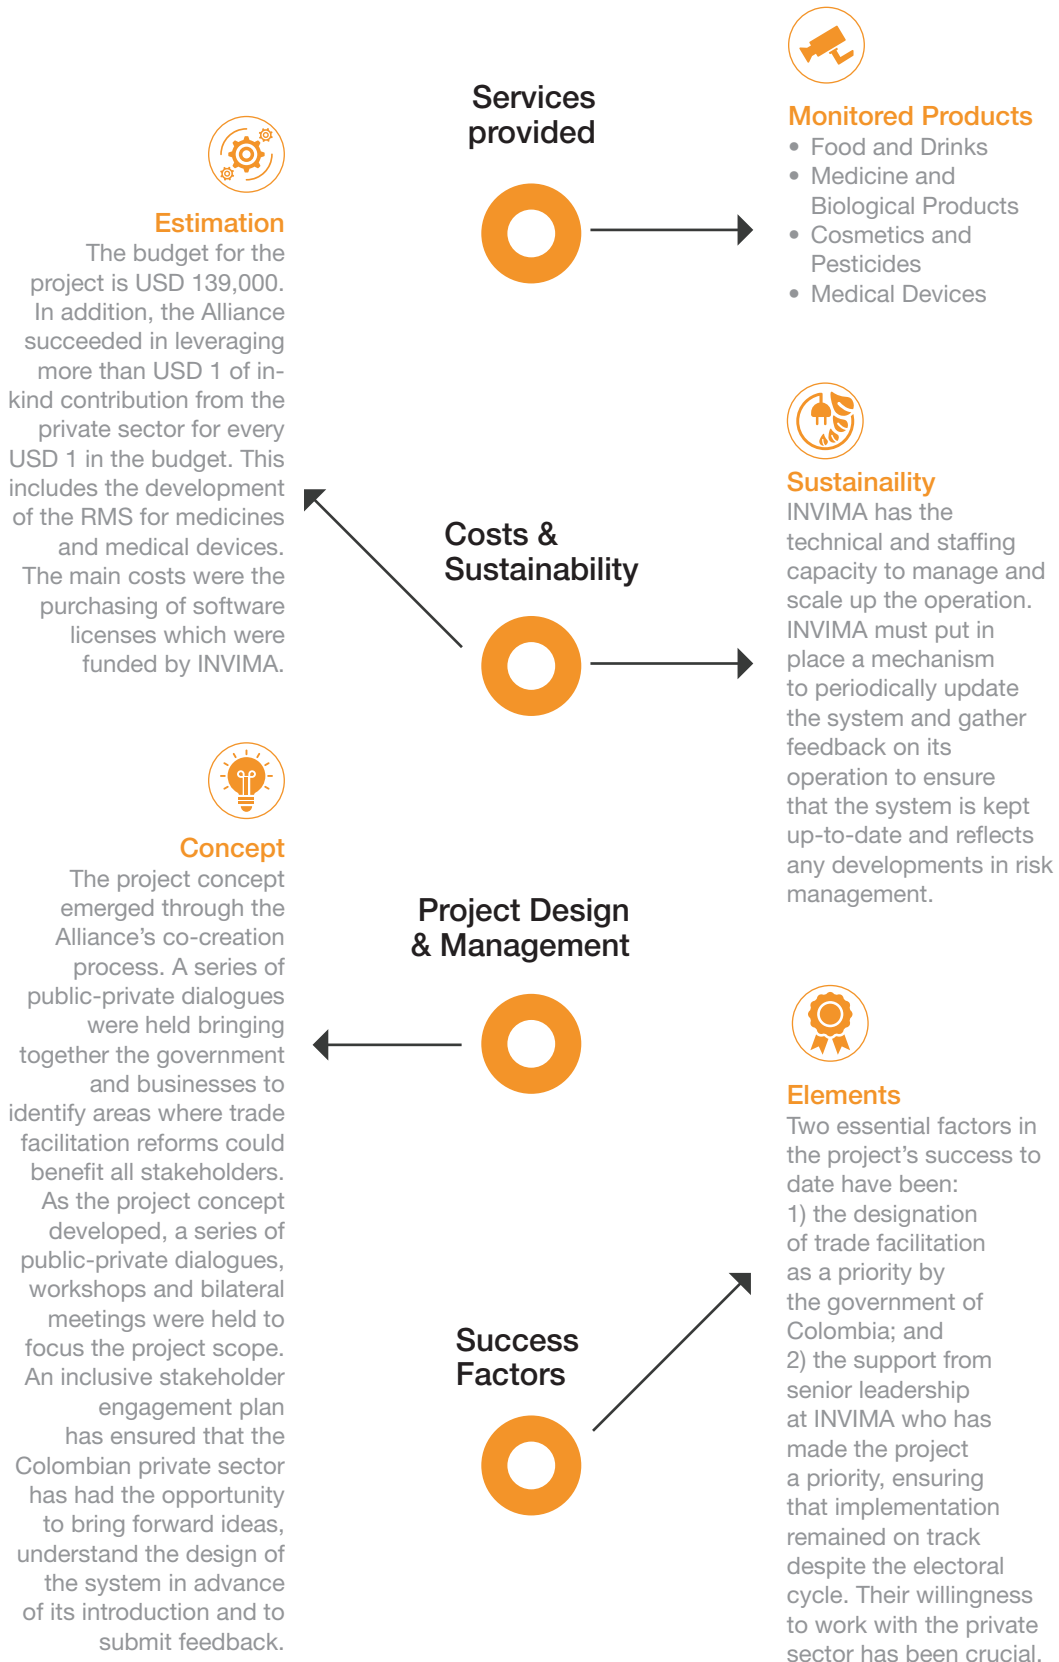 Services
provided
Monitored Products
• Food and Drinks
• Medicine and
Biological Products
• Cosmetics and
Pesticides
• Medical Devices
Estimation
The budget for the
project is USD 139,000.
In addition, the Alliance
succeeded in leveraging
more than USD 1 of in-
kind contribution from the
private sector for every
USD 1 in the budget. This
includes the development
of the RMS for medicines
and medical devices.
The main costs were the
purchasing of software
licenses which were
funded by INVIMA.
Costs &
Sustainability
Sustainaility
INVIMA has the
technical and staffing
capacity to manage and
scale up the operation.
INVIMA must put in
place a mechanism
to periodically update
the system and gather
feedback on its
operation to ensure
that the system is kept
up-to-date and reflects
any developments in risk
management.
Concept
The project concept
emerged through the
Alliance’s co-creation
process. A series of
public-private dialogues
were held bringing
together the government
and businesses to
identify areas where trade
facilitation reforms could
benefit all stakeholders.
As the project concept
developed, a series of
public-private dialogues,
workshops and bilateral
meetings were held to
focus the project scope.
An inclusive stakeholder
engagement plan
has ensured that the
Colombian private sector
has had the opportunity
to bring forward ideas,
understand the design of
the system in advance
of its introduction and to
submit feedback.
Project Design
& Management
Success
Factors
Elements
Two essential factors in
the project’s success to
date have been:
1) the designation
of trade facilitation
as a priority by
the government of
Colombia; and
2) the support from
senior leadership
at INVIMA who has
made the project
a priority, ensuring
that implementation
remained on track
despite the electoral
cycle. Their willingness
to work with the private
sector has been crucial.